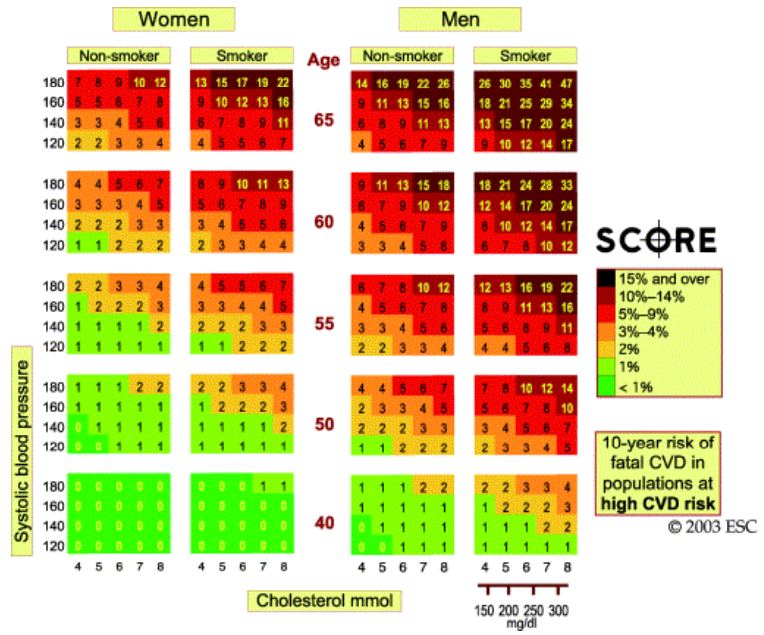 Women Men
Non-smoker Smoker Age Non-smoker Smoker
180 7 8 9 10 12 13 15 17 19 22 14 16 19 22 26 26 30 35 41 47
160 5 5 6 7 8 9 10 12 13 16 9 11 13 15 16 18 21 25 29 34
140 3 3 4 5 6 6 7 8 9 11 6 8 9 11 13 13 15 17 20 24
65
120 2 2 3 3 4 4 5 5 6 7 4 5 6 7 9 9 10 12 14 17
180 4 4 5 6 7 8 9 10 11 13 9 11 13 15 18 18 21 24 28 33
160 3 3 3 4 5 5 6 7 8 9 6 7 9 10 12 12 14 17 20 24
60
140 2 2 2 3 3 3 4 5 5 6 4 5 6 7 9 8 10 12 14 17
120 1 1 2 2 2 2 3 3 4 4 3 3 4 5 6 6 7 8 10 12
180 2 2 3 3 4 4 5 5 6 7 6 7 8 10 12 12 13 16 19 22
160 1 2 2 2 3 3 3 4 4 5 4 5 6 7 8 8 9 11 13 16
55
140 1 1 1 1 2 2 2 2 3 3 3 3 4 5 6 5 6 8 9 11
120 1 1 1 1 1 1 1 2 2 2 2 2 3 3 4 4 4 5 6 8
180 1 1 1 2 2 2 2 3 3 4 4 4 5 6 7 7 8 10 12 14
160 1 1 1 1 1 1 2 2 2 3 2 3 3 4 5 5 6 7 8 10
50
140 0 1 1 1 1 1 1 1 1 2 2 2 2 3 3 3 4 5 6 7
120 0 0 1 1 1 1 1 1 1 1 1 1 2 2 2 2 3 3 4 5
180 0 0 0 0 0 0 0 0 1 1 1 1 1 2 2 2 2 3 3 4
160 0 0 0 0 0 0 0 0 0 0 1 1 1 1 1 1 2 2 2 3
40
140 0 0 0 0 0 0 0 0 0 0 0 1 1 1 1 1 1 1 2 2
120 0 0 0 0 0 0 0 0 0 0 0 0 1 1 1 1 1 1 1 1
4 5 6 7 8 4 5 6 7 8 4 5 6 7 8 4 5 6 7 8
Systolic blood pressure
Cholesterol mmol
150 200 250 300
mg/dl
SCORE
15% and over
10%–14%
5%–9%
3%–4%
2%
1%
< 1%
10-year risk of
fatal CVD in
populations at
high CVD risk
© 2003 ESC